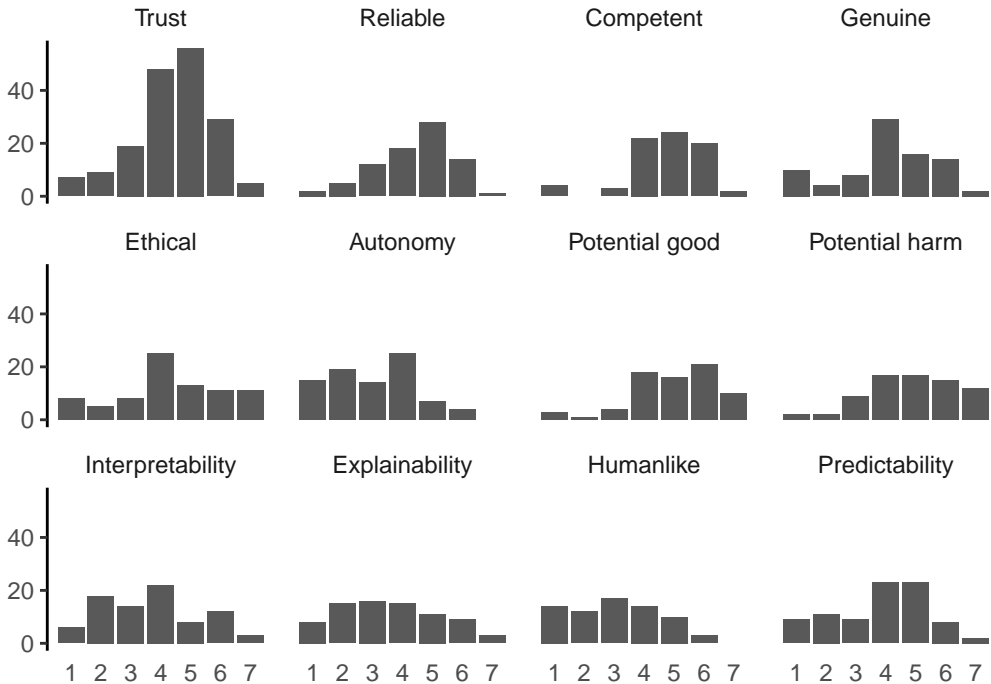 Trust Reliable Competent Genuine
40
20
0
Ethical Autonomy Potential good Potential harm
40
20
0
Interpretability Explainability Humanlike Predictability
40
20
0
1 2 3 4 5 6 7 1 2 3 4 5 6 7 1 2 3 4 5 6 7 1 2 3 4 5 6 7